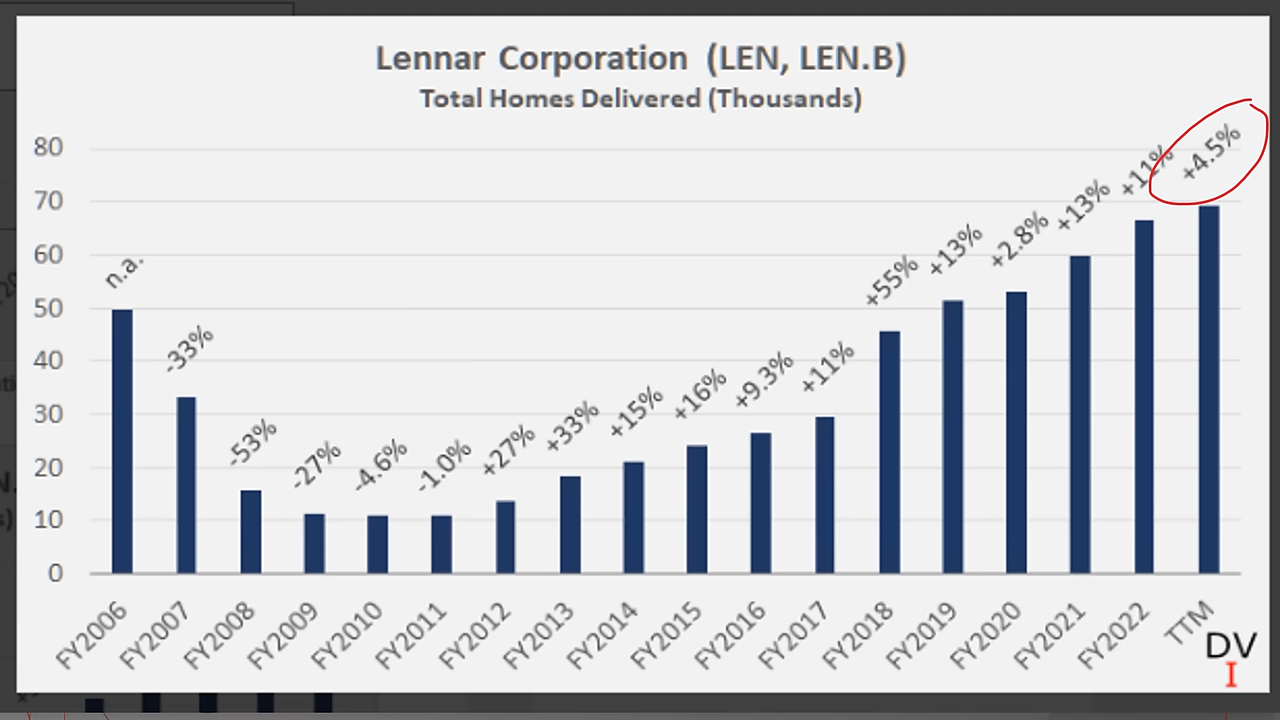 Lennar Corporation (LEN, LEN.B)
Total Homes Delivered (Thousands)
80
70
60
50
40
30
20
10
0
n.a.
-33%
-53%
-27%
-4.6%
-1.0%
+27%
+33%
+15%
+16%
+9.3%
+11%
+55%
+13%
+2.8%
+13%
+11%
+4.5%
FY2006
FY2007
FY2008
FY2009
FY2010
FY2011
FY2012
FY2013
FY2014
FY2015
FY2016
FY2017
FY2018
FY2019
FY2020
FY2021
FY2022
TTM
DV
I